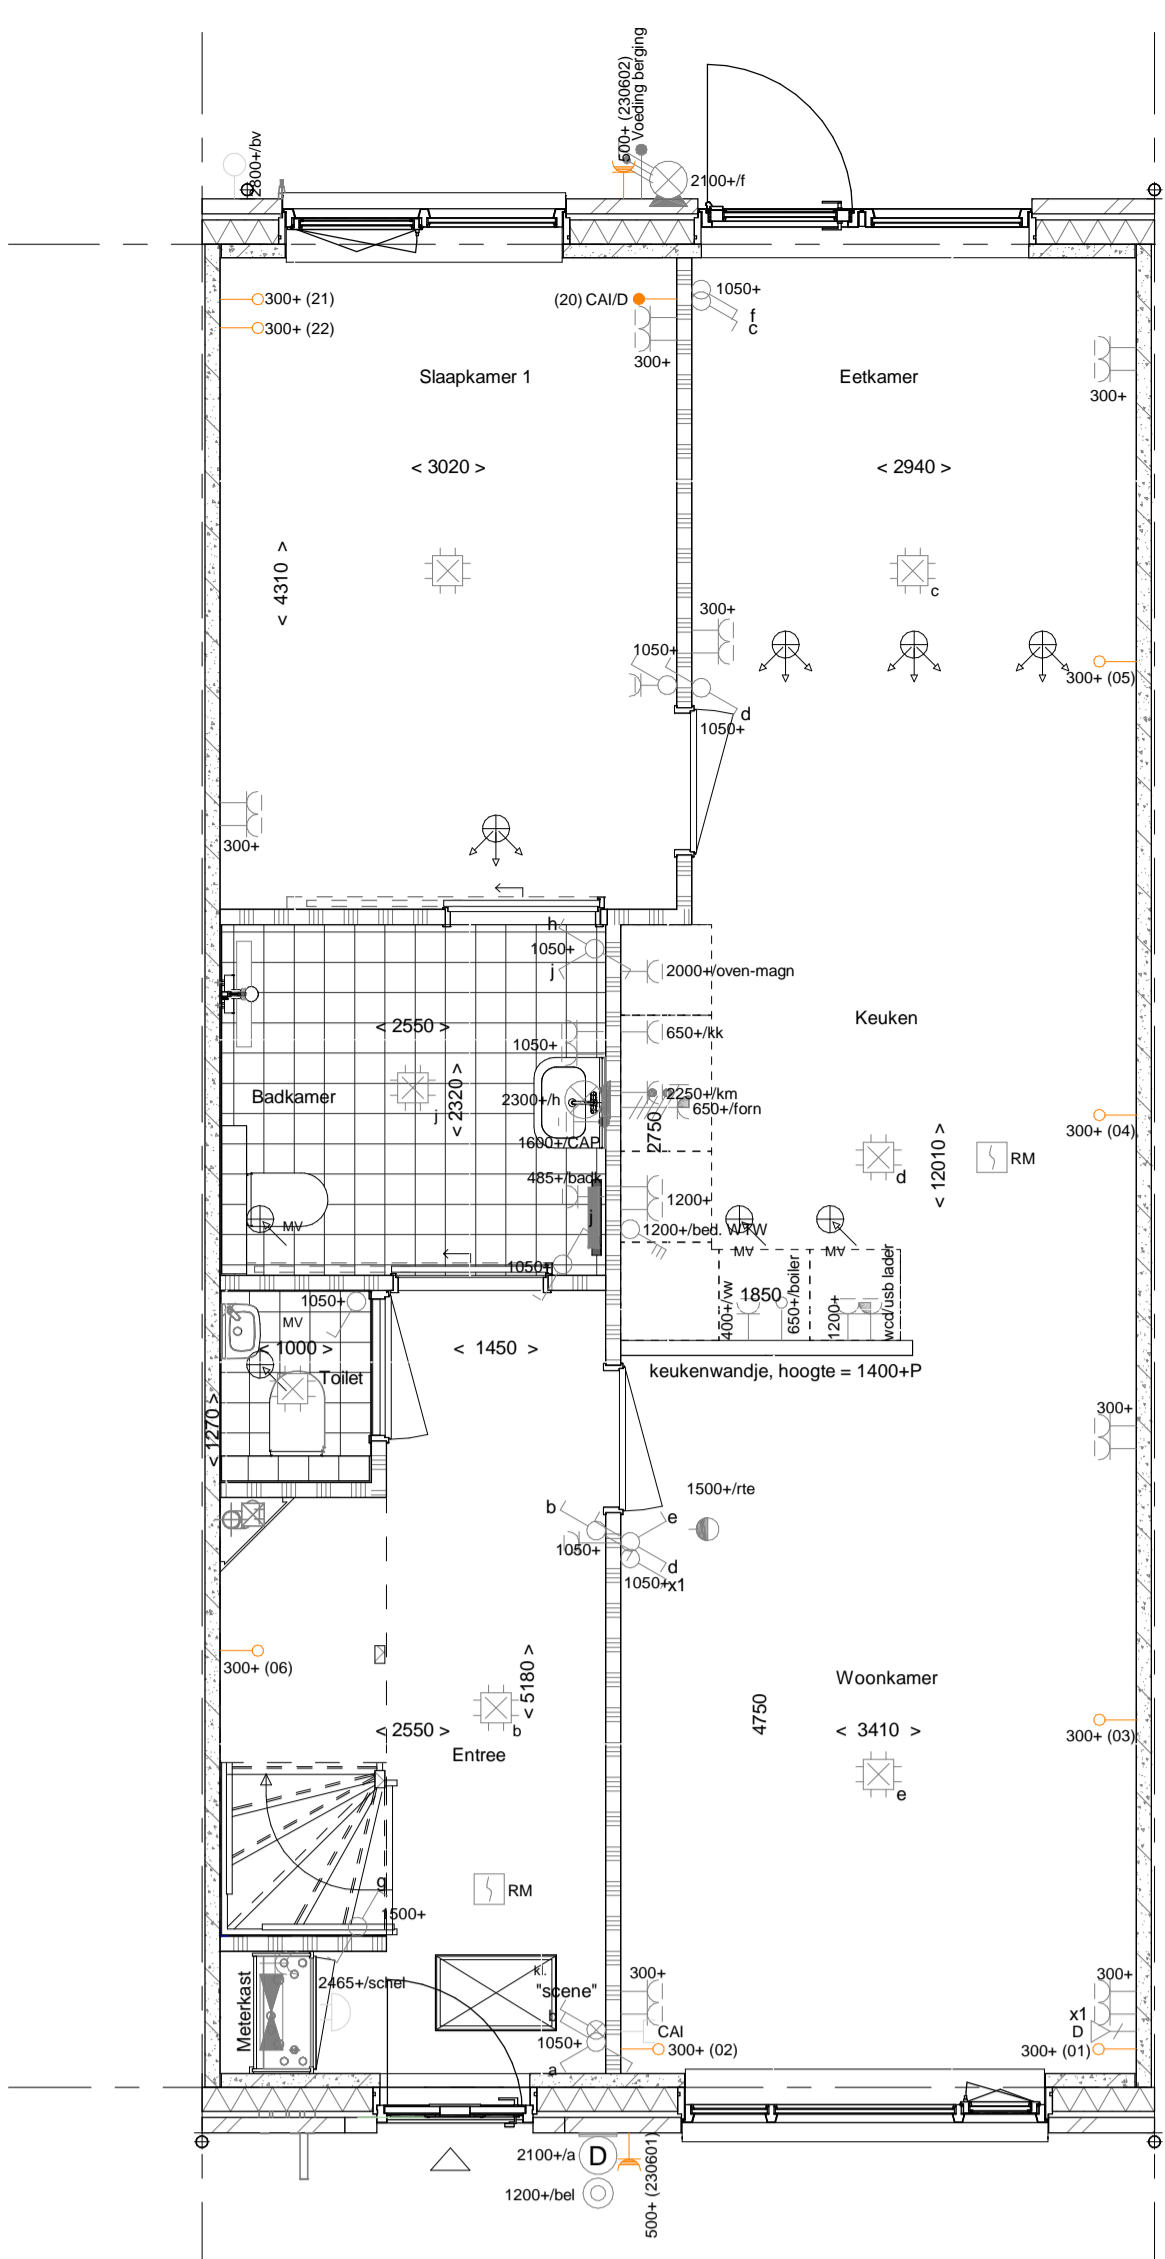 500+ (230602)
Voeding berging
2800+/bv
2100+/f
300+ (21)
300+ (22)
(20) CAI/D
300+
1050+
f
c
300+
Slaapkamer 1
Eetkamer
< 3020 >
< 2940 >
< 4310 >
c
300+
1050+
300+ (05)
d
1050+
300+
h
1050+
j
2000+/oven-magn
Keuken
< 2550 >
650+/kk
1050+
Badkamer
j
< 2320 >
2300+/h
2250+/km
650+/forn
2750
1600+/CAP
300+ (04)
< 12010 >
d
RM
485+/badk
1200+
MV
1200+/bed. WTW
MV
MV
1050+
1050+
MV
400+/vw
1850
650+/boiler
1200+
wcd/usb lader
< 1000 >
< 1450 >
Toilet
keukenwandje, hoogte = 1400+P
< 1270 >
300+
1500+/rte
b
e
1050+
d
1050+
x1
300+ (06)
< 5180 >
Woonkamer
b
4750
< 2550 >
< 3410 >
300+ (03)
Entree
e
g
RM
1500+
Meterkast
2465+/schel
kl.
"scene"
300+
300+
b
x1
CAI
D
1050+
300+ (02)
300+ (01)
a
2100+/a
D
500+ (230601)
1200+/bel